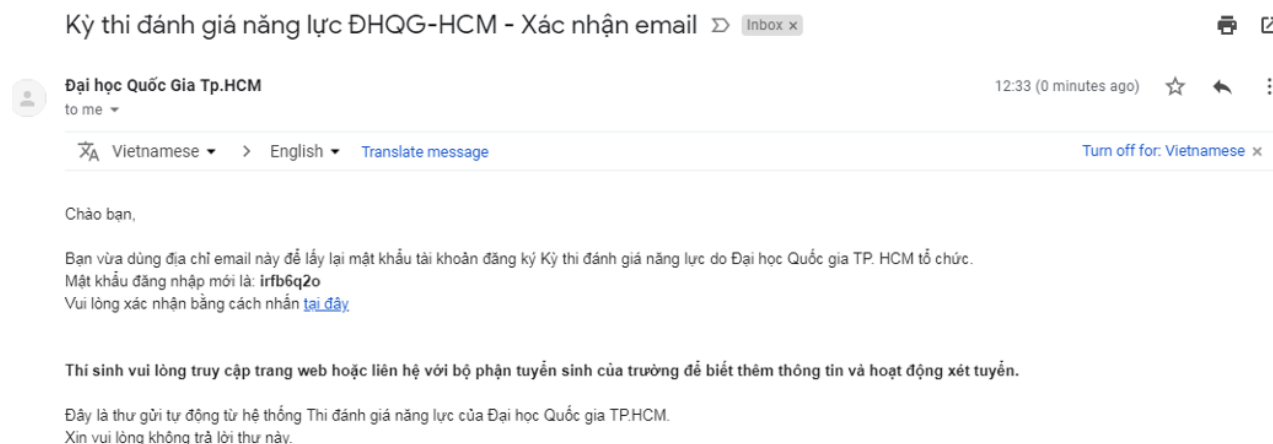 Kỳ thi đánh giá năng lực ĐHQG-HCM - Xác nhận email Inbox ×
Đại học Quốc Gia Tp.HCM 12:33 (0 minutes ago)
to me
Vietnamese > English Translate message Turn off for: Vietnamese ×
Chào bạn,
Bạn vừa dùng địa chỉ email này để lấy lại mật khẩu tài khoản đăng ký Kỳ thi đánh giá năng lực do Đại học Quốc gia TP. HCM tổ chức.
Mật khẩu đăng nhập mới là: irfb6q2o
Vui lòng xác nhận bằng cách nhấn tại đây
Thí sinh vui lòng truy cập trang web hoặc liên hệ với bộ phận tuyển sinh của trường để biết thêm thông tin và hoạt động xét tuyển.
Đây là thư gửi tự động từ hệ thống Thi đánh giá năng lực của Đại học Quốc gia TP.HCM.
Xin vui lòng không trả lời thư này.